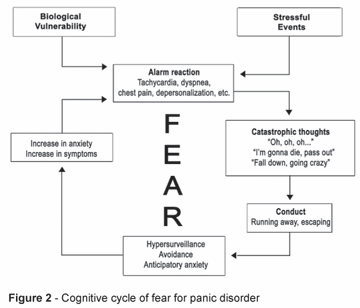 Biological
Vulnerability
Stressful
Events
Alarm reaction
Tachycardia, dyspnea,
chest pain, depersonalization, etc.
Catastrophic thoughts
"Oh, oh, oh..."
"I'm gonna die, pass out"
"Fall down, going crazy"
Conduct
Running away, escaping
Hypersurveillance
Avoidance
Anticipatory anxiety
Increase in anxiety
Increase in symptoms
F
E
A
R
Figure 2 - Cognitive cycle of fear for panic disorder